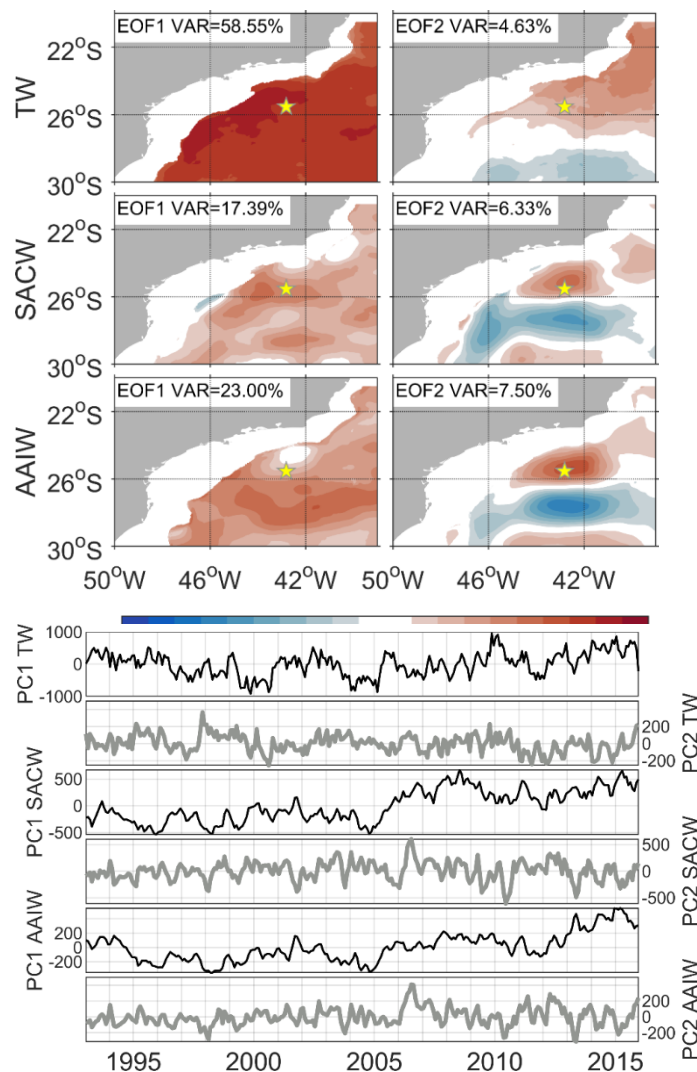 EOF1 VAR=58.55%
EOF2 VAR=4.63%
TW
22°S
26°S
30°S
EOF1 VAR=17.39%
EOF2 VAR=6.33%
SACW
22°S
26°S
30°S
EOF1 VAR=23.00%
EOF2 VAR=7.50%
AAIW
22°S
26°S
30°S
50°W 46°W 42°W 50°W 46°W 42°W
PC1 TW
1000
0
-1000
PC2 TW
200
0
-200
PC1 SACW
500
0
-500
PC2 SACW
500
0
-500
PC1 AAIW
200
0
-200
PC2 AAIW
200
0
-200
1995 2000 2005 2010 2015